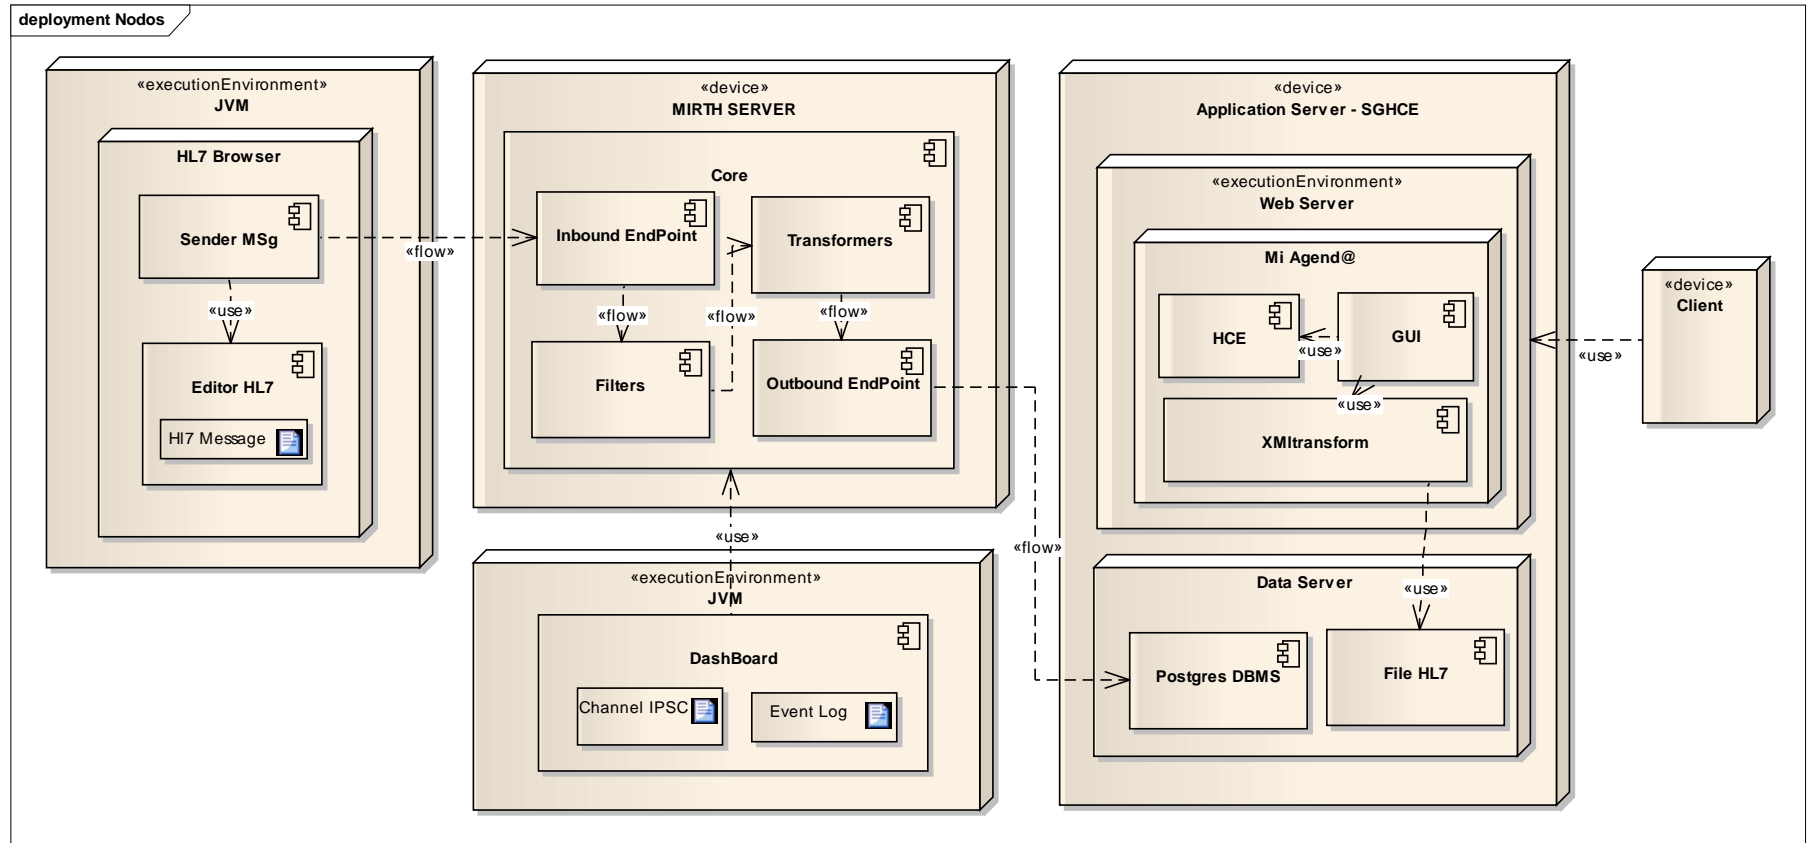 deployment Nodos
«executionEnvironment»
JVM
HL7 Browser
Sender MSg
«use»
Editor HL7
Hl7 Message
«flow»
«device»
MIRTH SERVER
Core
Inbound EndPoint
Transformers
«flow»
«flow»
«flow»
Filters
Outbound EndPoint
«use»
«executionEnvironment»
JVM
DashBoard
Channel IPSC
Event Log
«flow»
«device»
Application Server - SGHCE
«executionEnvironment»
Web Server
Mi Agend@
HCE
«use»
GUI
«use»
XMltransform
Data Server
«use»
Postgres DBMS
File HL7
«use»
«device»
Client